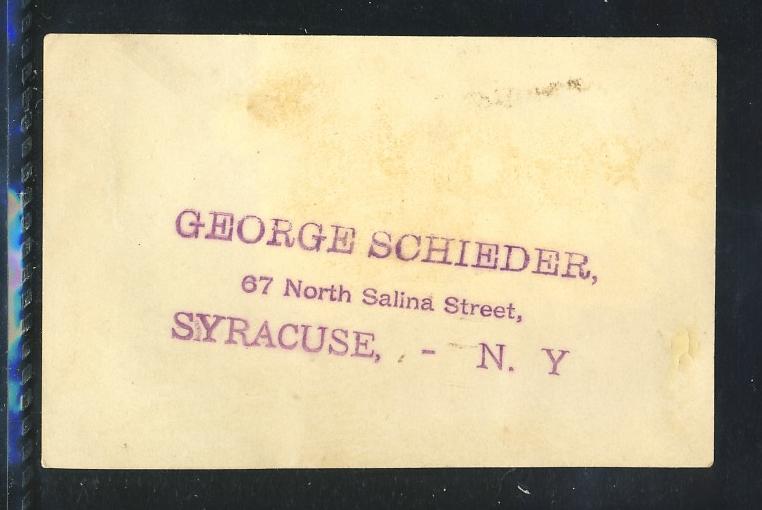 GEORGE SCHIEDER,
67 North Salina Street,
SYRACUSE, - N. Y